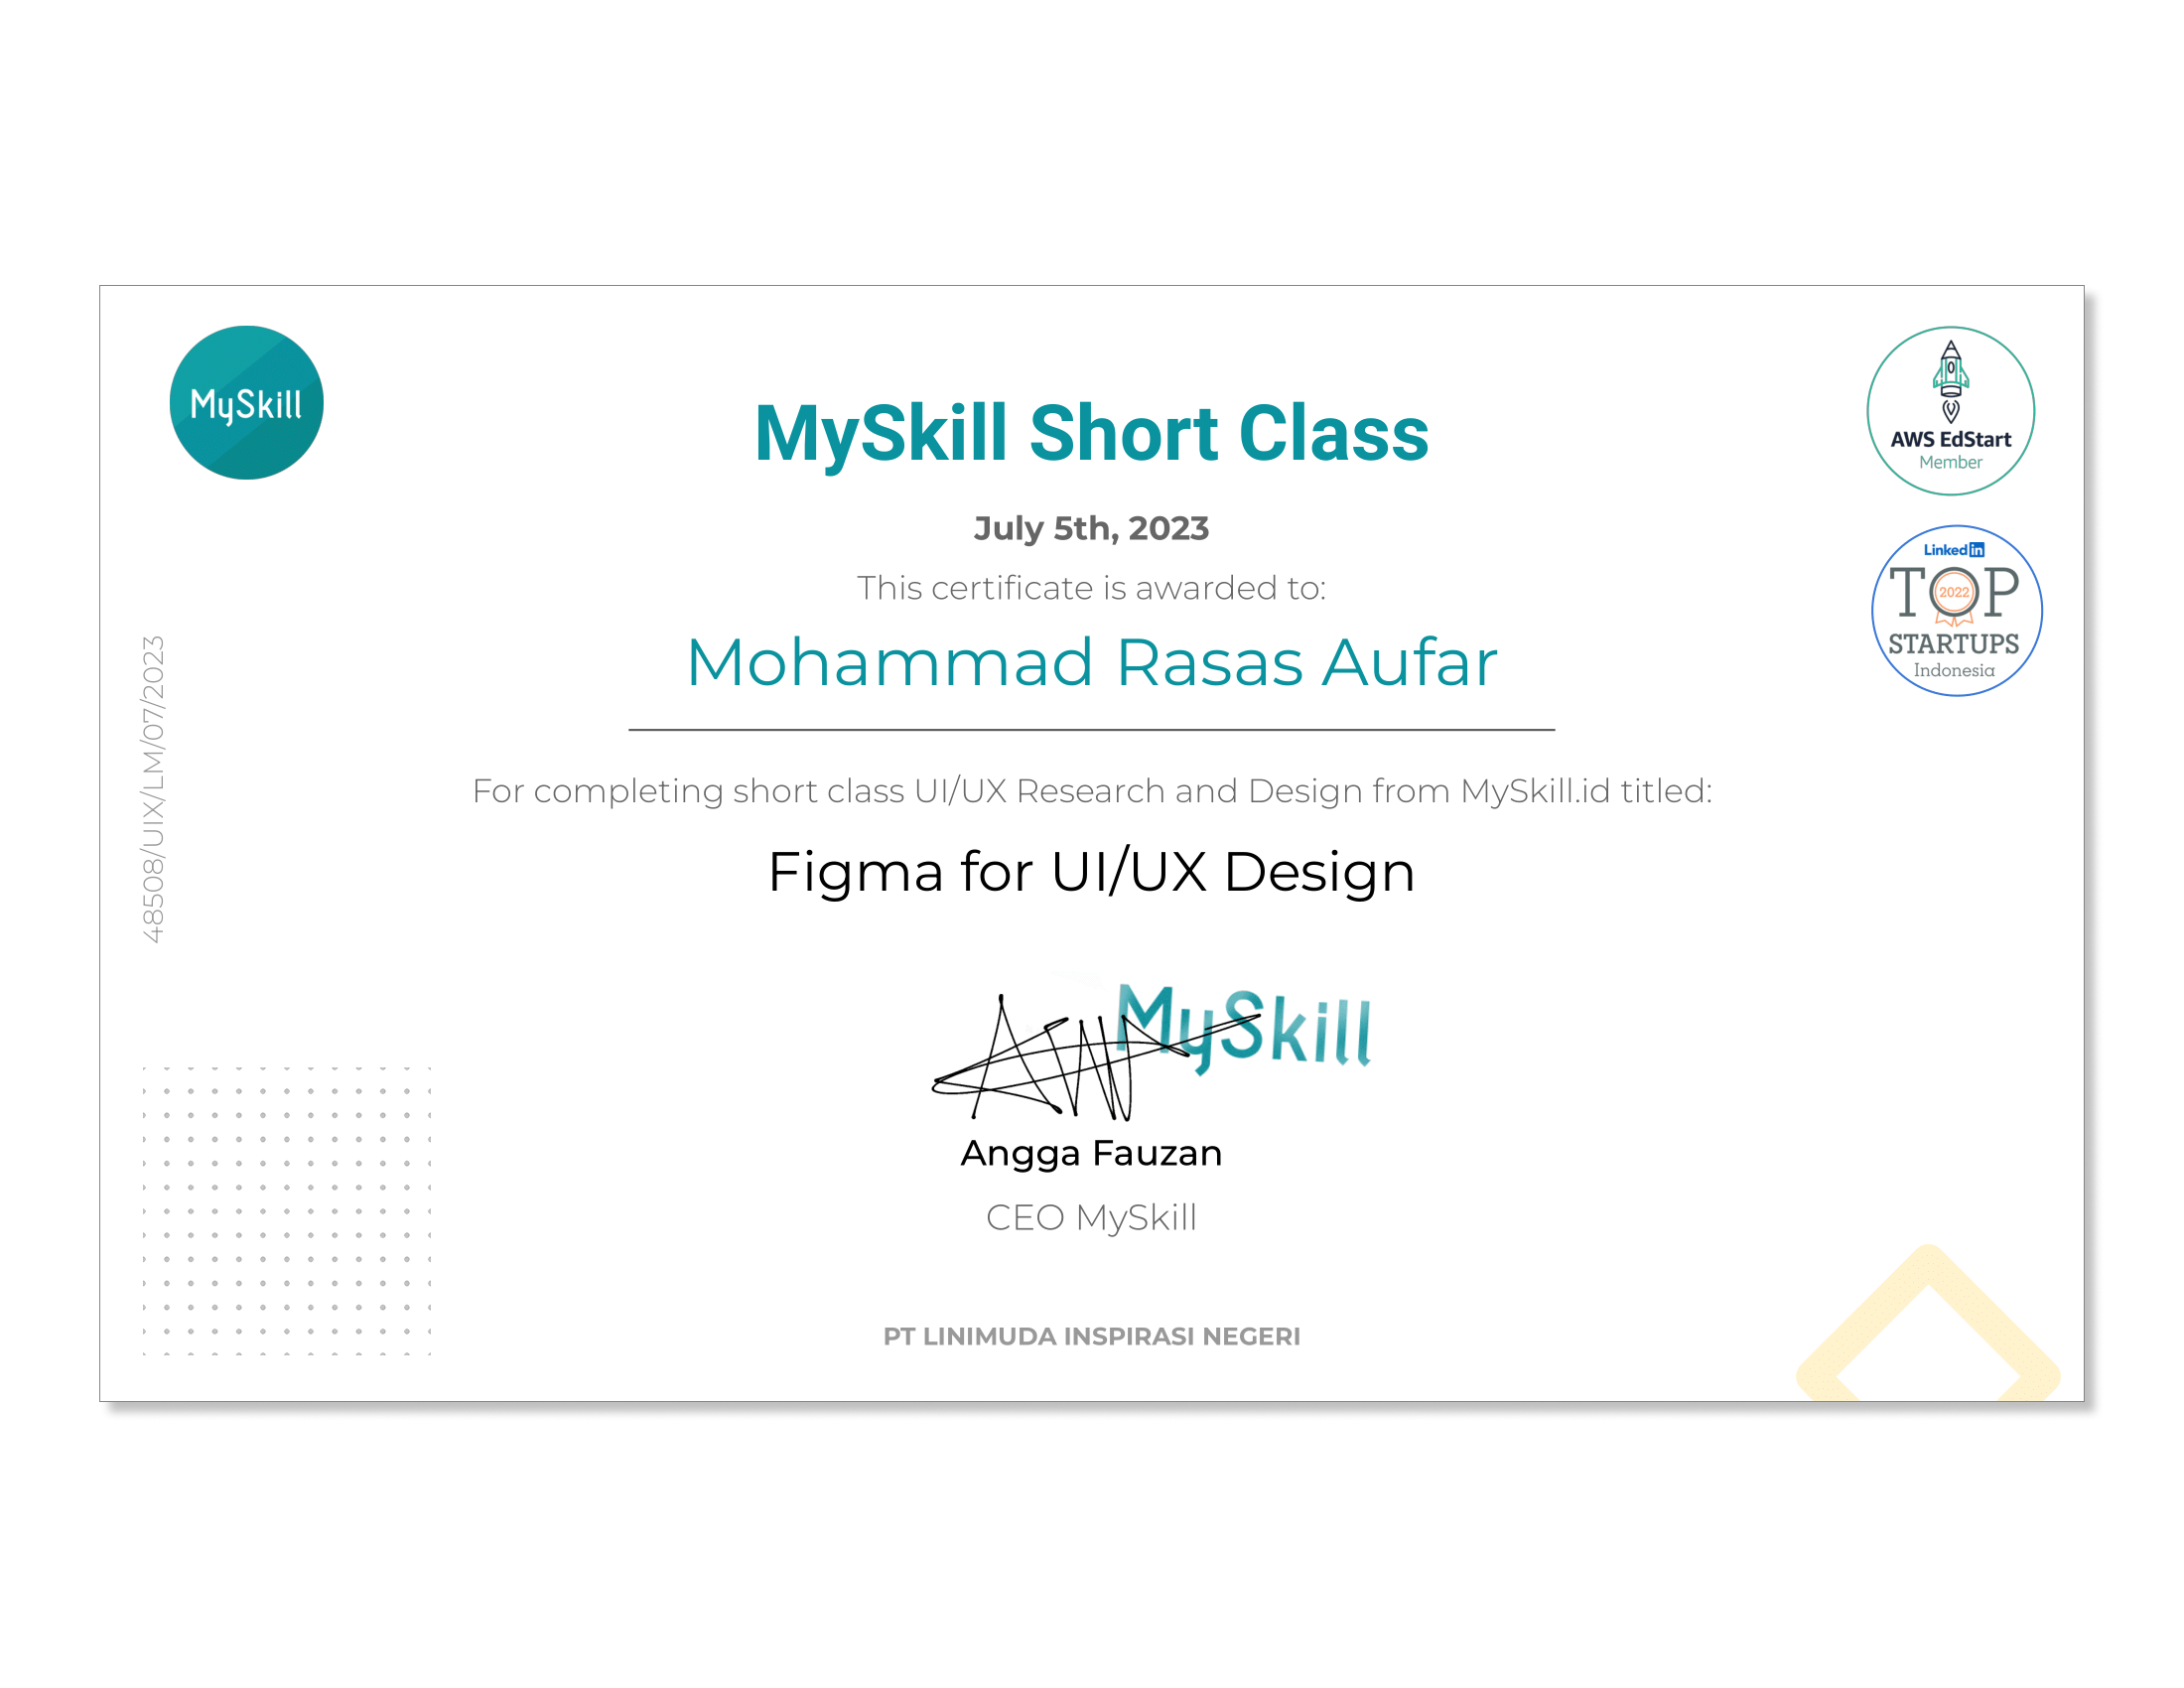 MySkill
MySkill Short Class
AWS EdStart
Member
July 5th, 2023
This certificate is awarded to:
Mohammad Rasas Aufar
LinkedIn
TOP
2022
STARTUPS
Indonesia
48508/UIX/LM/07/2023
For completing short class UI/UX Research and Design from MySkill.id titled:
Figma for UI/UX Design
MySkill
Angga Fauzan
CEO MySkill
PT LINIMUDA INSPIRASI NEGERI